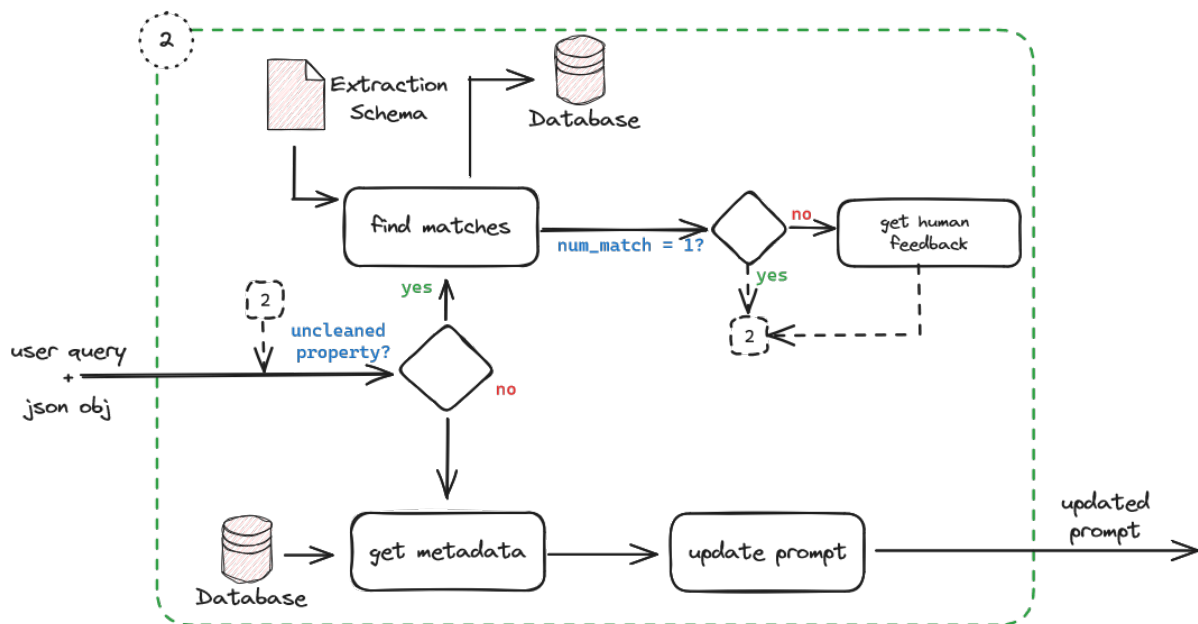 2
Extraction
Schema
Database
find matches
num_match = 1?
no
get human
feedback
yes
yes
2
2
uncleaned
property?
user query
+
json obj
no
updated
prompt
get metadata
update prompt
Database